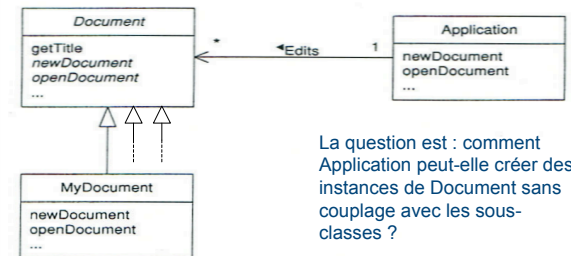 Document
getTitle
newDocument
openDocument
...
* ◄Edits 1
Application
newDocument
openDocument
...
La question est : comment
Application peut-elle créer des
instances de Document sans
couplage avec les sous-
classes ?
MyDocument
newDocument
openDocument
...